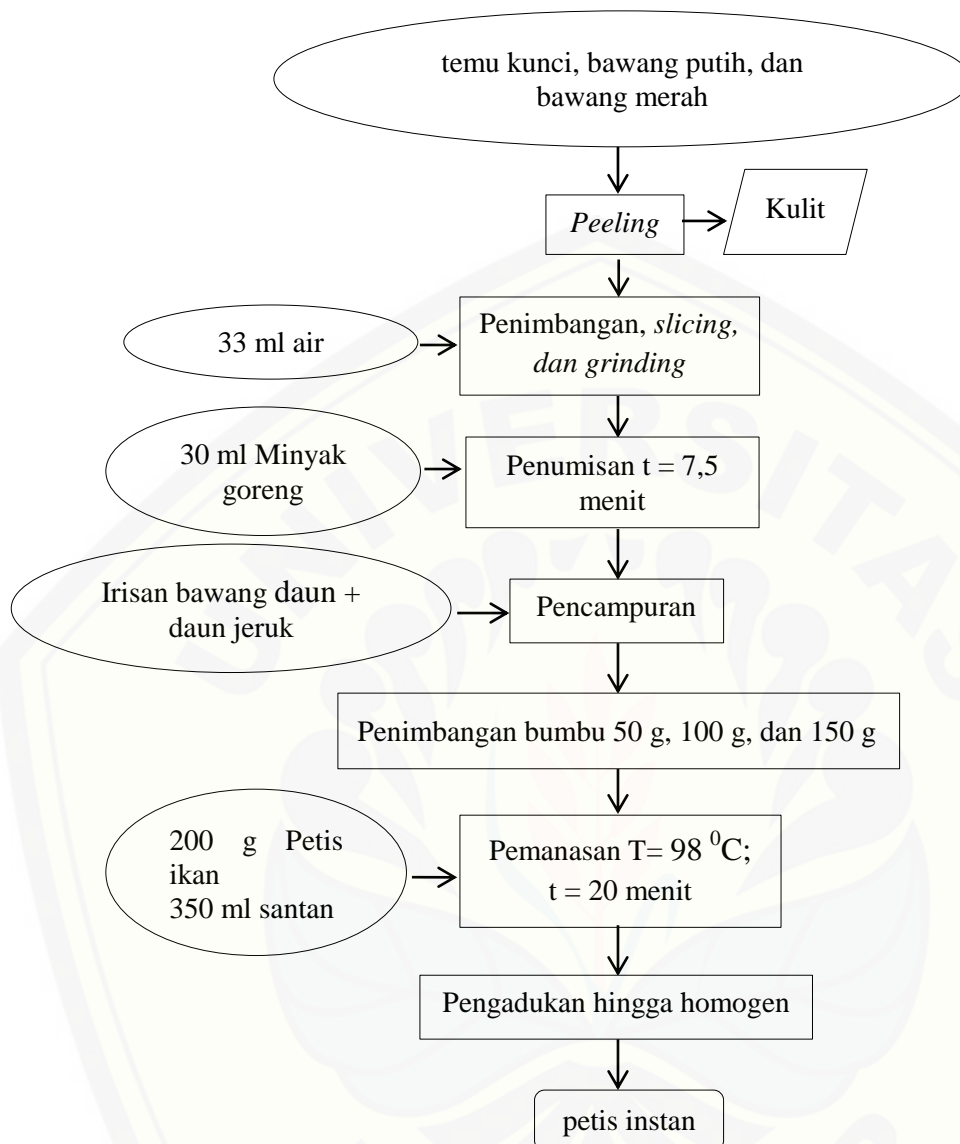 temu kunci, bawang putih, dan
bawang merah
Peeling
Kulit
33 ml air
Penimbangan, slicing,
dan grinding
30 ml Minyak
goreng
Penumisan t = 7,5
menit
Irisan bawang daun +
daun jeruk
Pencampuran
Penimbangan bumbu 50 g, 100 g, dan 150 g
200 g Petis
ikan
350 ml santan
Pemanasan T= 98 ⁰C;
t = 20 menit
Pengadukan hingga homogen
petis instan
UNIVERSITAS